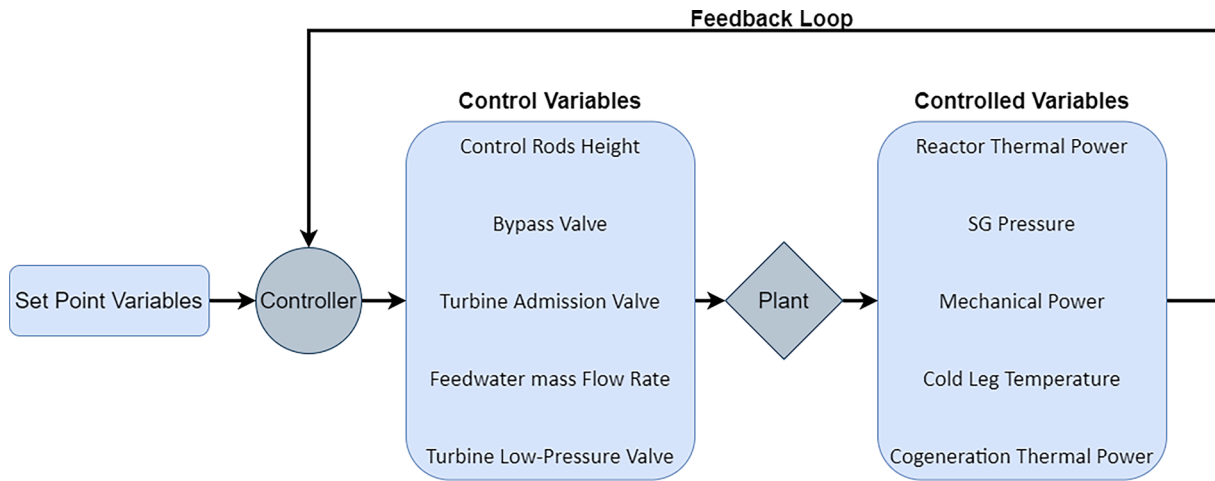 Feedback Loop
Control Variables
Controlled Variables
Control Rods Height
Reactor Thermal Power
Bypass Valve
SG Pressure
Set Point Variables
Controller
Turbine Admission Valve
Plant
Mechanical Power
Feedwater mass Flow Rate
Cold Leg Temperature
Turbine Low-Pressure Valve
Cogeneration Thermal Power